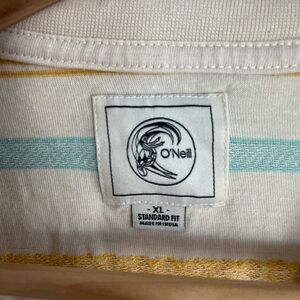 O'Neill
- XL -
STANDARD FIT
MADE IN INDIA